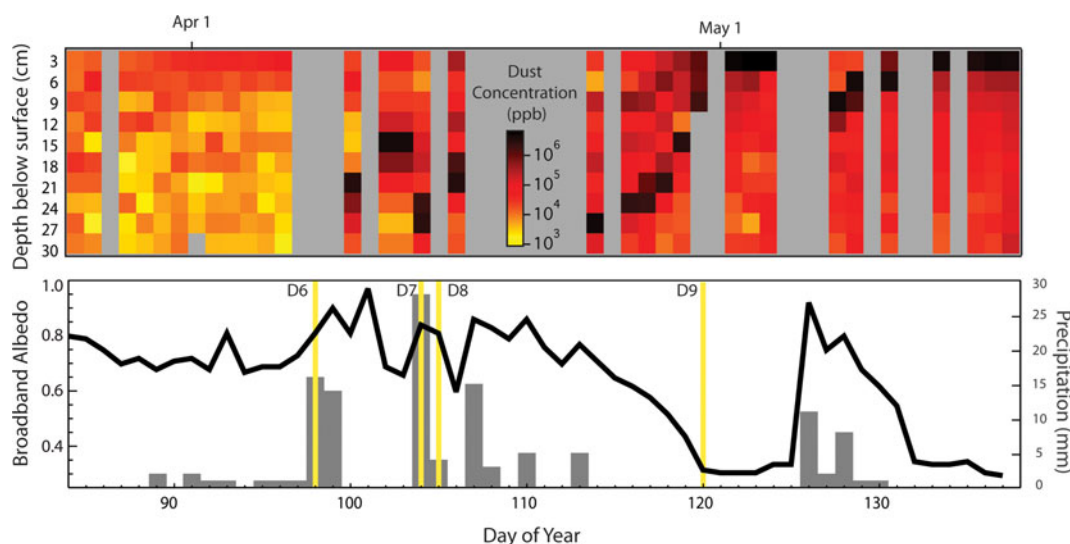 Apr 1
May 1
Depth below surface (cm)
3
6
9
12
15
18
21
24
27
30
Dust
Concentration
(ppb)
10^6
10^5
10^4
10^3
Broadband Albedo
1.0
0.8
0.6
0.4
D6
D7
D8
D9
30
25
20
15
10
5
0
Precipitation (mm)
90
100
110
120
130
Day of Year